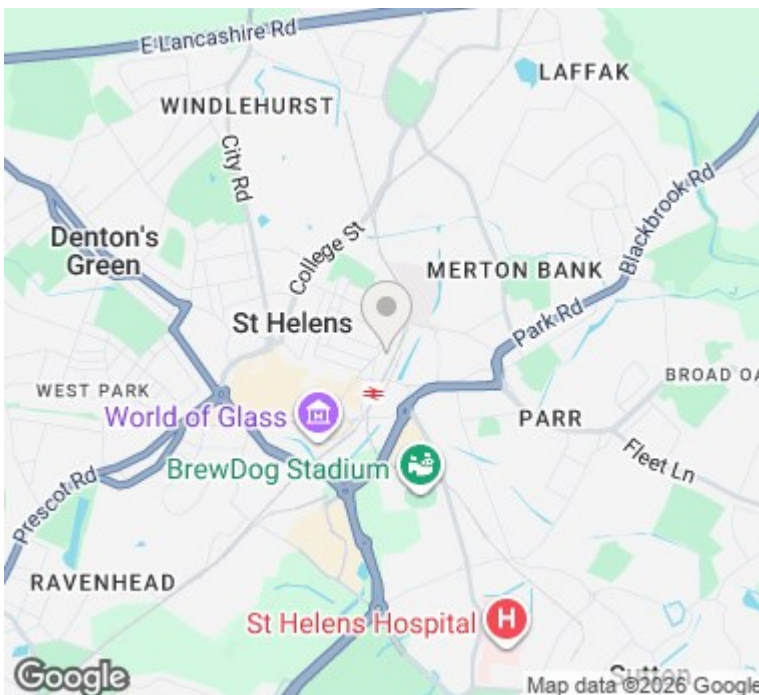 E Lancashire Rd
LAFFAK
WINDLEHURST
City Rd
Blackbrook Rd
Denton's
Green
College St
MERTON BANK
St Helens
Park Rd
WEST PARK
BROAD OA
World of Glass
PARR
BrewDog Stadium
Fleet Ln
Prescot Rd
RAVENHEAD
St Helens Hospital
H
Sutton
Google
Map data ©2026 Google